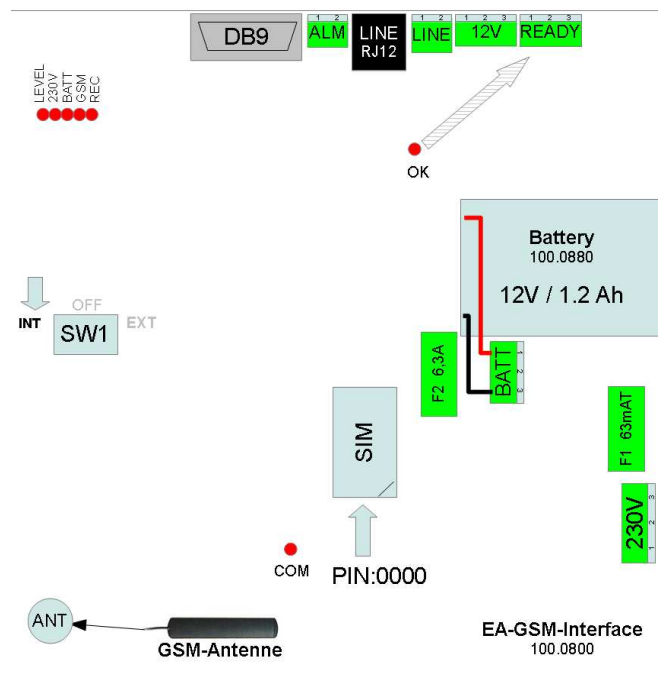 DB9
1 2
ALM
LINE
RJ12
1 2
LINE
1 2 3
12V
1 2 3
READY
LEVEL
230V
BATT
GSM
REC
OK
Battery
100.0880
12V / 1.2 Ah
OFF
INT
SW1
EXT
F2 6,3A
BATT
1 2 3
F1 63mAT
SIM
230V
1 2 3
COM
PIN:0000
ANT
GSM-Antenne
EA-GSM-Interface
100.0800